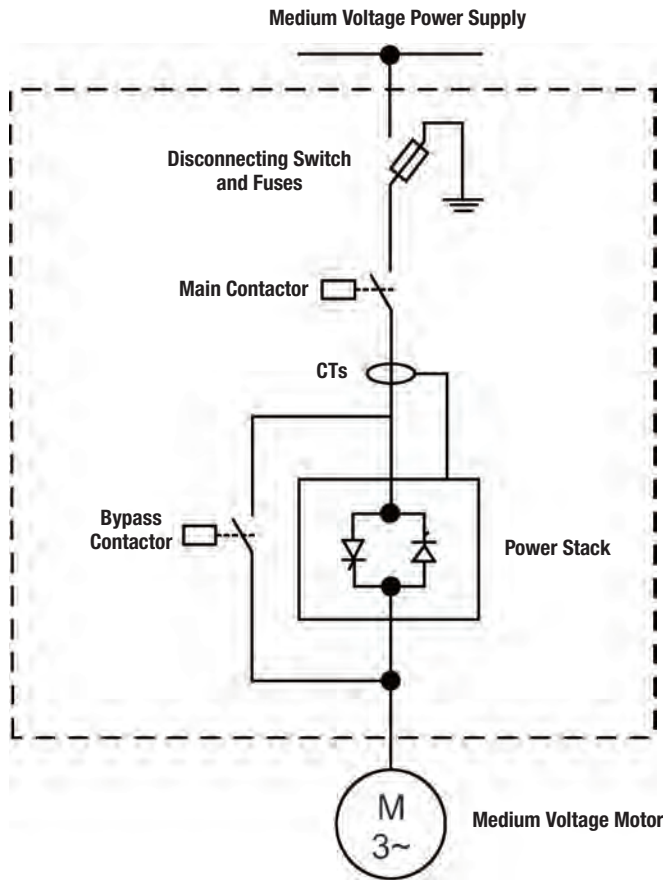 Medium Voltage Power Supply
Disconnecting Switch
and Fuses
Main Contactor
CTs
Bypass
Contactor
Power Stack
M
3~
Medium Voltage Motor